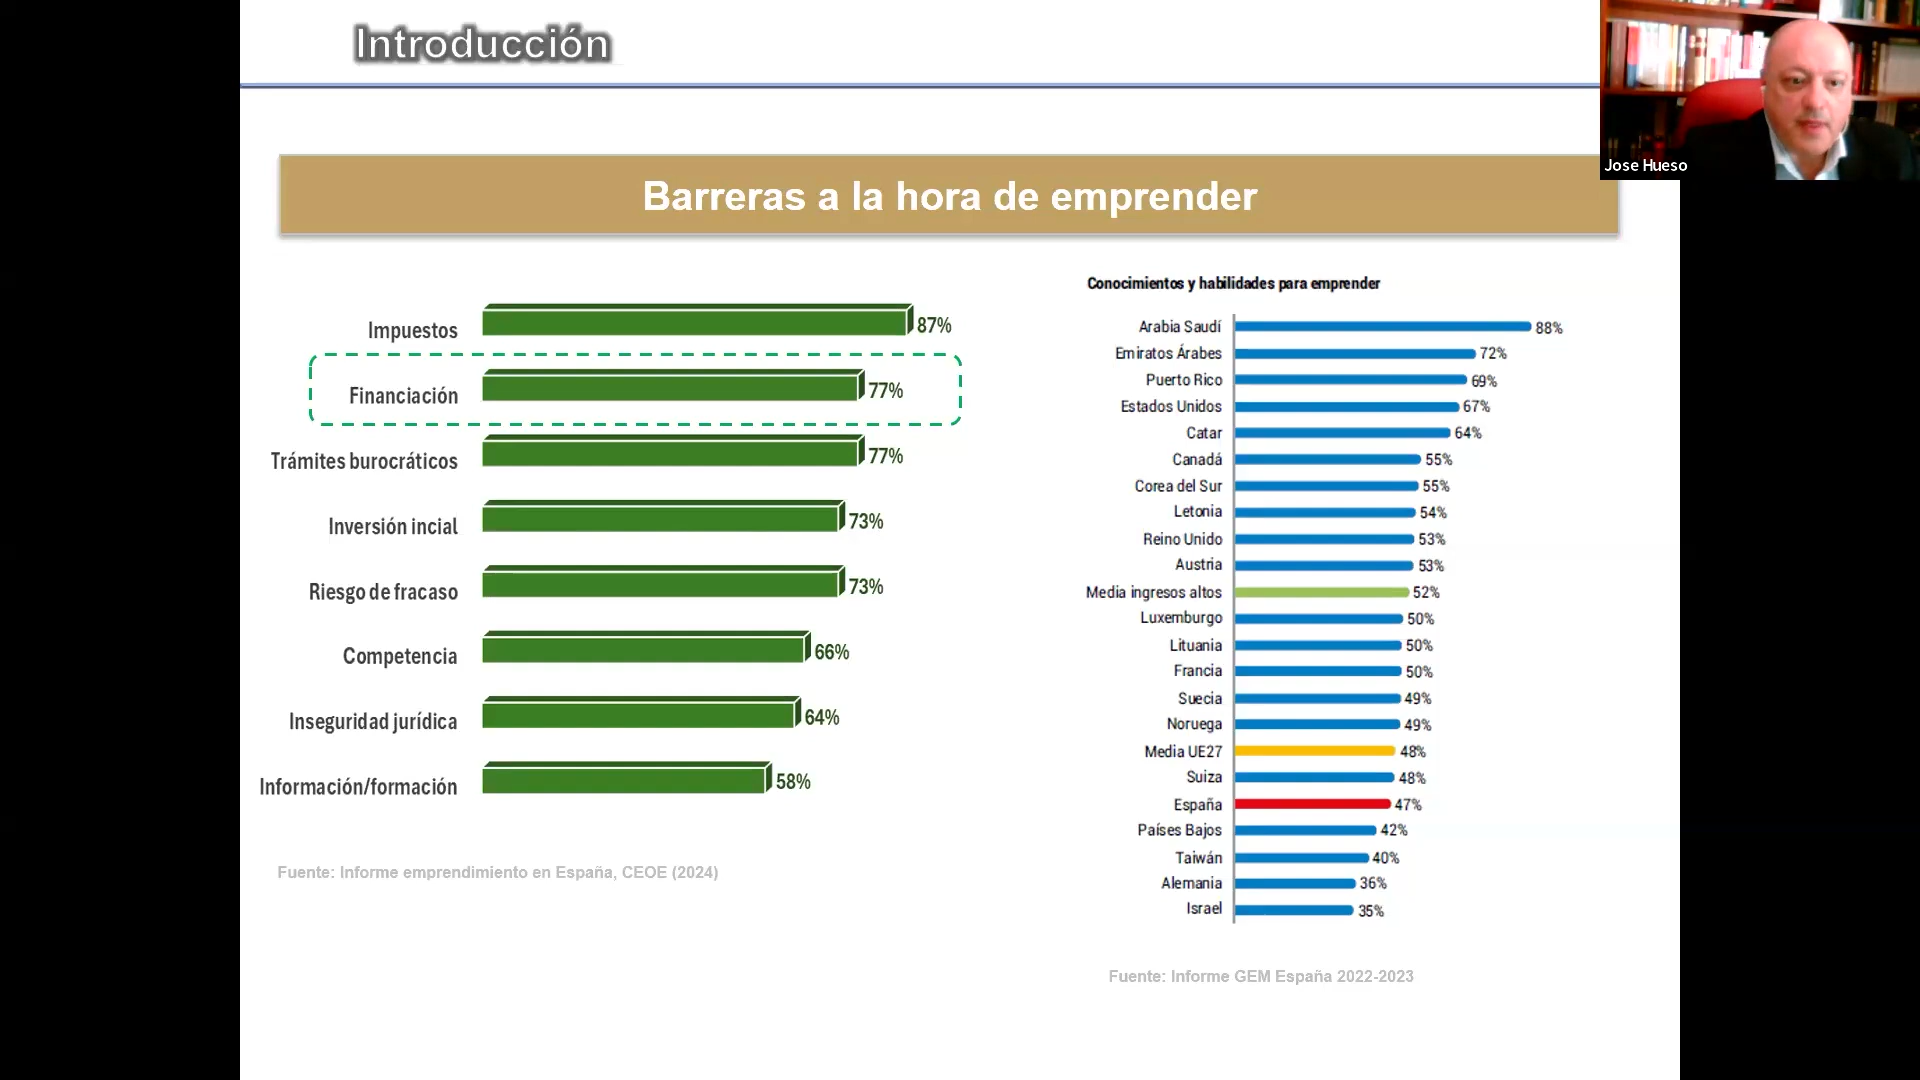 Introducción
Jose Hueso
Barreras a la hora de emprender
Impuestos 87%
Financiación 77%
Trámites burocráticos 77%
Inversión incial 73%
Riesgo de fracaso 73%
Competencia 66%
Inseguridad jurídica 64%
Información/formación 58%
Fuente: Informe emprendimiento en España, CEOE (2024)
Conocimientos y habilidades para emprender
Arabia Saudí 88%
Emiratos Árabes 72%
Puerto Rico 69%
Estados Unidos 67%
Catar 64%
Canadá 55%
Corea del Sur 55%
Letonia 54%
Reino Unido 53%
Austria 53%
Media ingresos altos 52%
Luxemburgo 50%
Lituania 50%
Francia 50%
Suecia 49%
Noruega 49%
Media UE27 48%
Suiza 48%
España 47%
Países Bajos 42%
Taiwán 40%
Alemania 36%
Israel 35%
Fuente: Informe GEM España 2022-2023